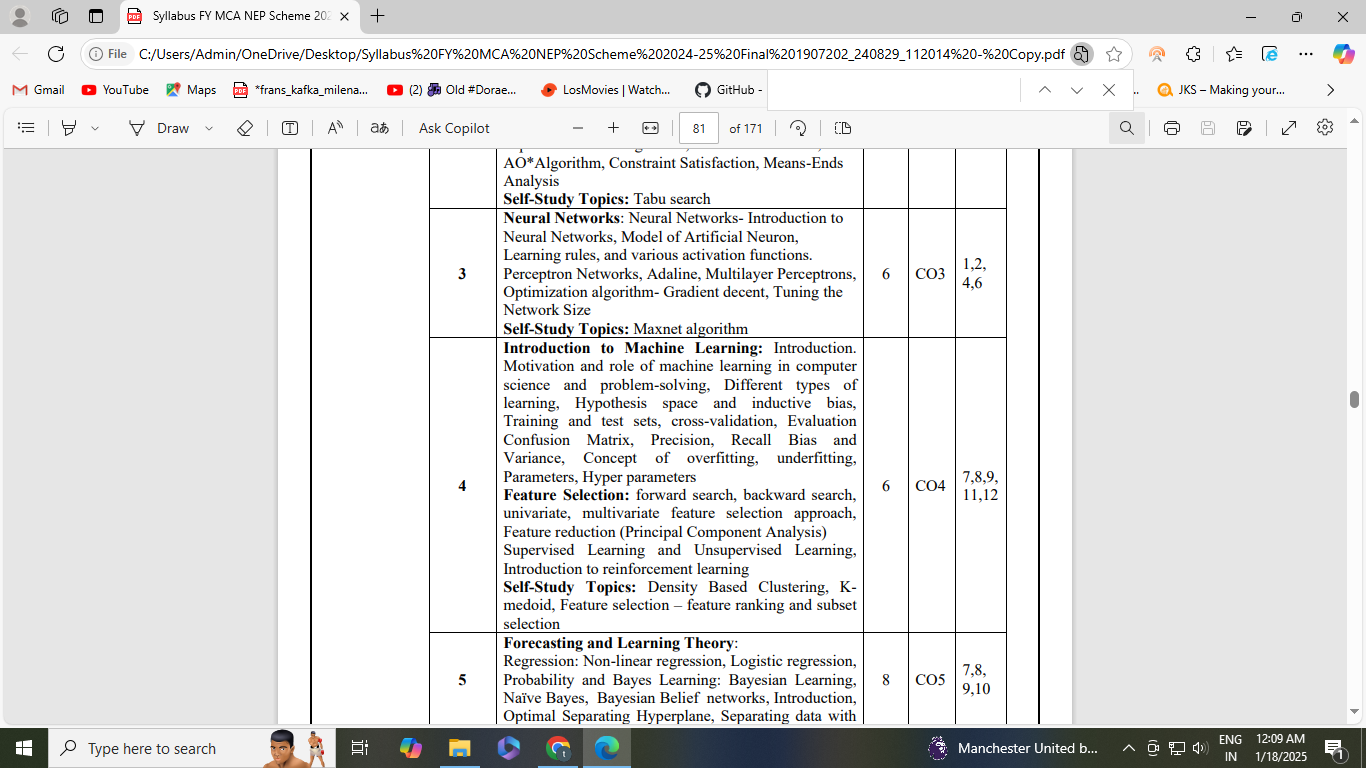 Syllabus FY MCA NEP Scheme 202
File
C:/Users/Admin/OneDrive/Desktop/Syllabus%20FY%20MCA%20NEP%20Scheme%202024-25%20Final%201907202_240829_112014%20-%20Copy.pdf
Gmail
YouTube
Maps
*frans_kafka_milena...
(2) Old #Dorae...
LosMovies | Watch...
GitHub -
JKS – Making your...
Draw
Ask Copilot
81 of 171
AO*Algorithm, Constraint Satisfaction, Means-Ends
Analysis
Self-Study Topics: Tabu search
3
Neural Networks: Neural Networks- Introduction to
Neural Networks, Model of Artificial Neuron,
Learning rules, and various activation functions.
Perceptron Networks, Adaline, Multilayer Perceptrons,
Optimization algorithm- Gradient decent, Tuning the
Network Size
Self-Study Topics: Maxnet algorithm
6
CO3
1,2,
4,6
4
Introduction to Machine Learning: Introduction.
Motivation and role of machine learning in computer
science and problem-solving, Different types of
learning, Hypothesis space and inductive bias,
Training and test sets, cross-validation, Evaluation
Confusion Matrix, Precision, Recall Bias and
Variance, Concept of overfitting, underfitting,
Parameters, Hyper parameters
Feature Selection: forward search, backward search,
univariate, multivariate feature selection approach,
Feature reduction (Principal Component Analysis)
Supervised Learning and Unsupervised Learning,
Introduction to reinforcement learning
Self-Study Topics: Density Based Clustering, K-
medoid, Feature selection – feature ranking and subset
selection
6
CO4
7,8,9,
11,12
5
Forecasting and Learning Theory:
Regression: Non-linear regression, Logistic regression,
Probability and Bayes Learning: Bayesian Learning,
Naïve Bayes, Bayesian Belief networks, Introduction,
Optimal Separating Hyperplane, Separating data with
8
CO5
7,8,
9,10
Type here to search
Manchester United b...
ENG
IN
12:09 AM
1/18/2025
1